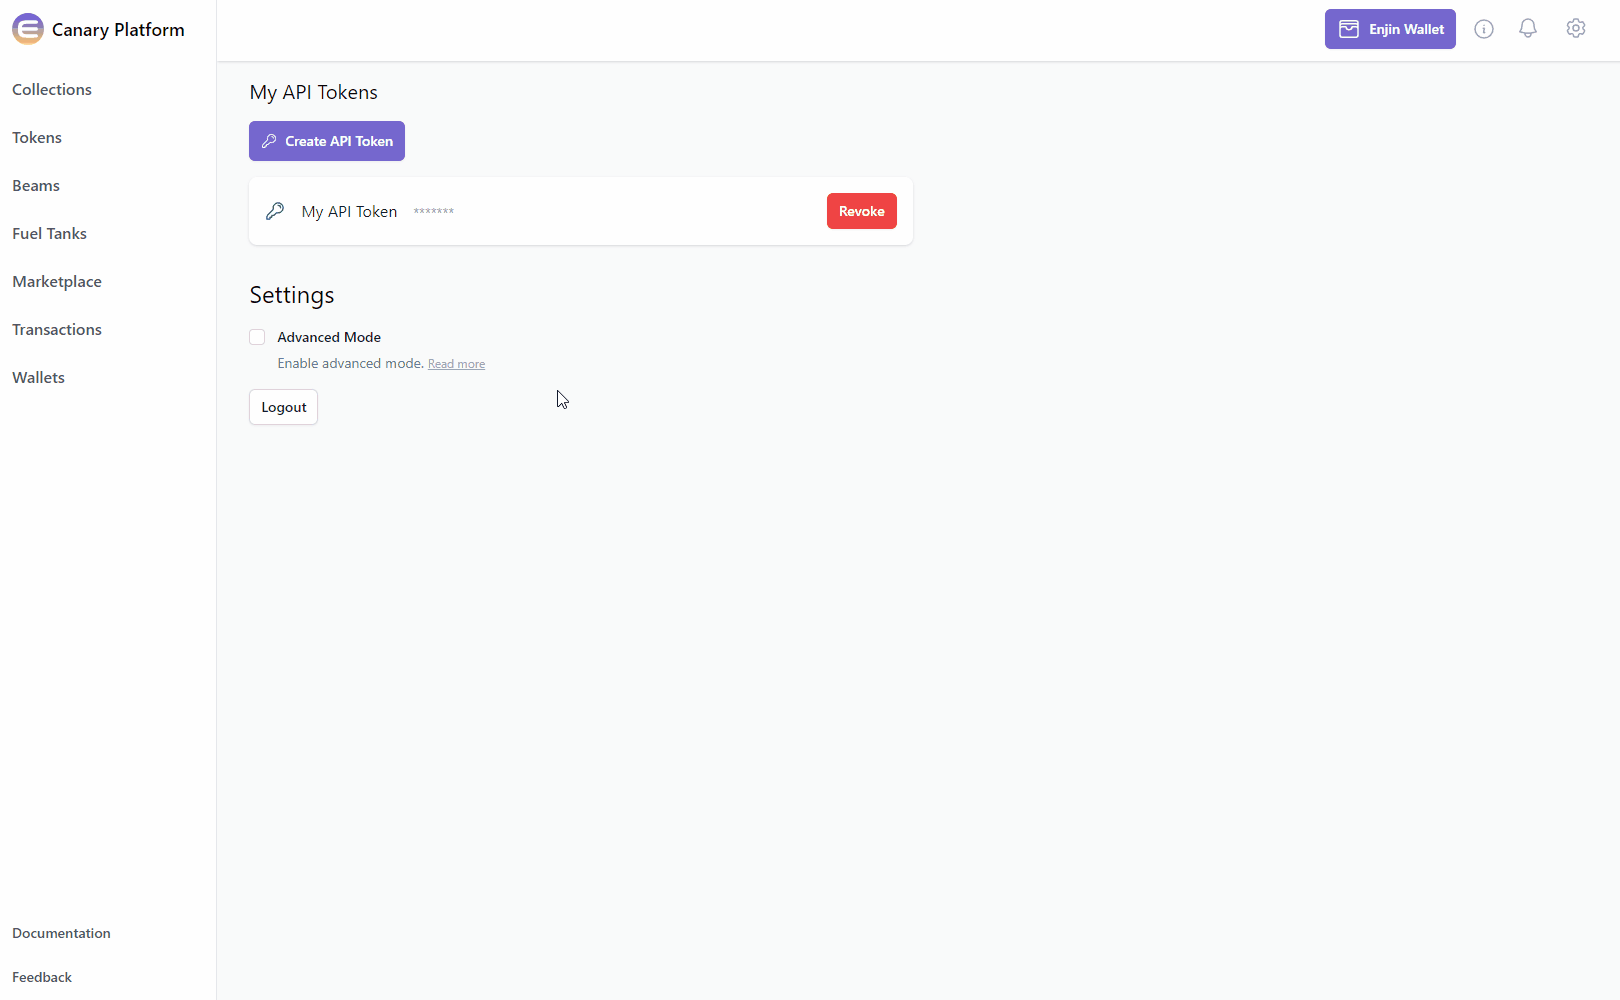 Canary Platform
Enjin Wallet
Collections
Tokens
Beams
Fuel Tanks
Marketplace
Transactions
Wallets
Documentation
Feedback
My API Tokens
Create API Token
My API Token *******
Revoke
Settings
Advanced Mode
Enable advanced mode. Read more
Logout